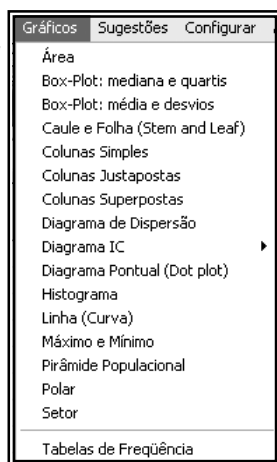 Gráficos Sugestões Configurar
Área
Box-Plot: mediana e quartis
Box-Plot: média e desvios
Caule e Folha (Stem and Leaf)
Colunas Simples
Colunas Justapostas
Colunas Superpostas
Diagrama de Dispersão
Diagrama IC
Diagrama Pontual (Dot plot)
Histograma
Linha (Curva)
Máximo e Mínimo
Pirâmide Populacional
Polar
Setor
Tabelas de Freqüência